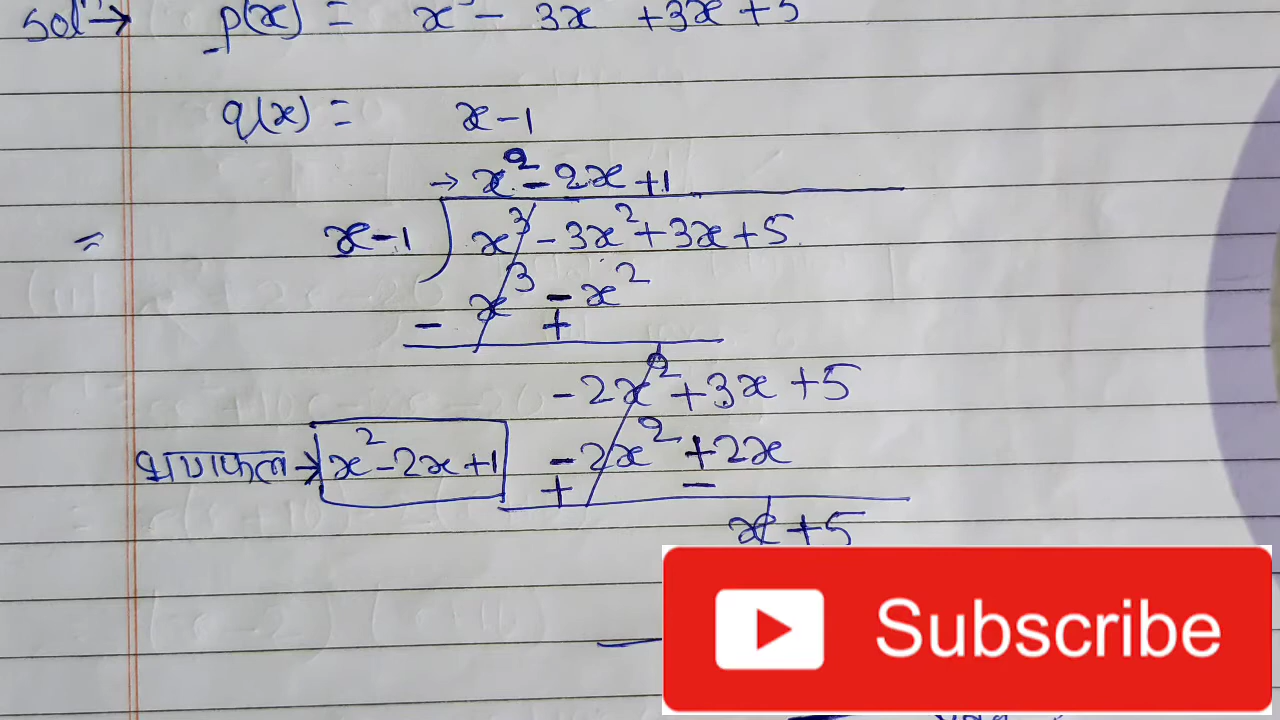 Sol^n → p(x) = x³ - 3x² + 3x + 5
q(x) = x - 1
→ x² - 2x + 1
= x - 1 ) x³ - 3x² + 3x + 5
x³ - x²
- +
- 2x² + 3x + 5
भागफल → x² - 2x + 1 - 2x² + 2x
+ -
x + 5
Subscribe